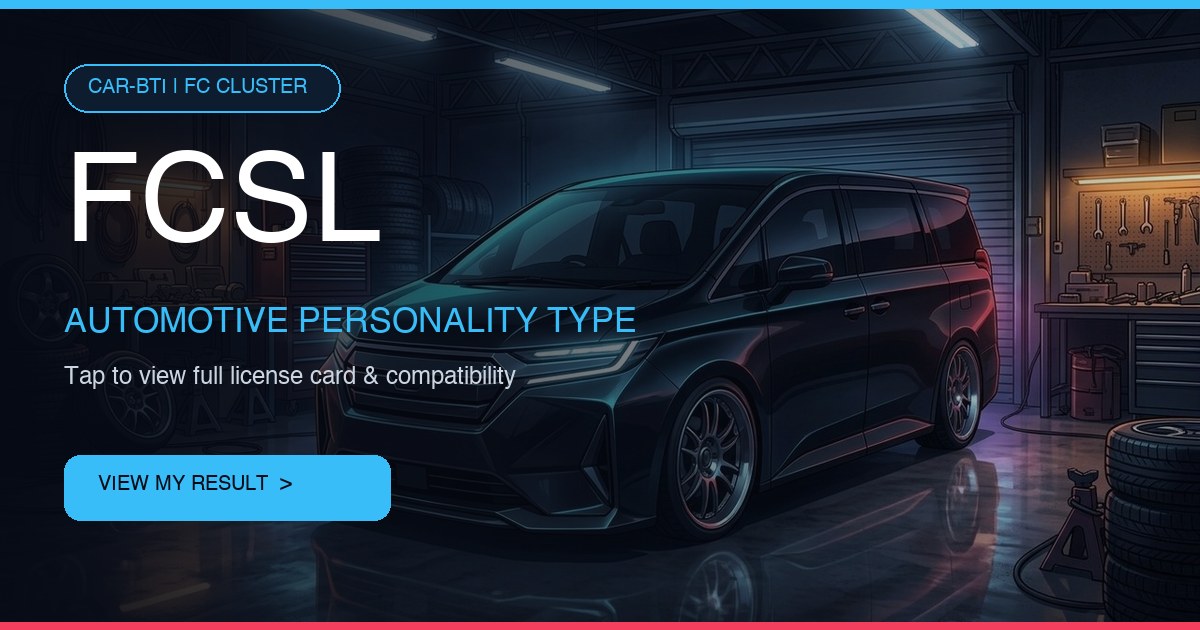 CAR-BTI | FC CLUSTER
FCSL
AUTOMOTIVE PERSONALITY TYPE
Tap to view full license card & compatibility
VIEW MY RESULT >